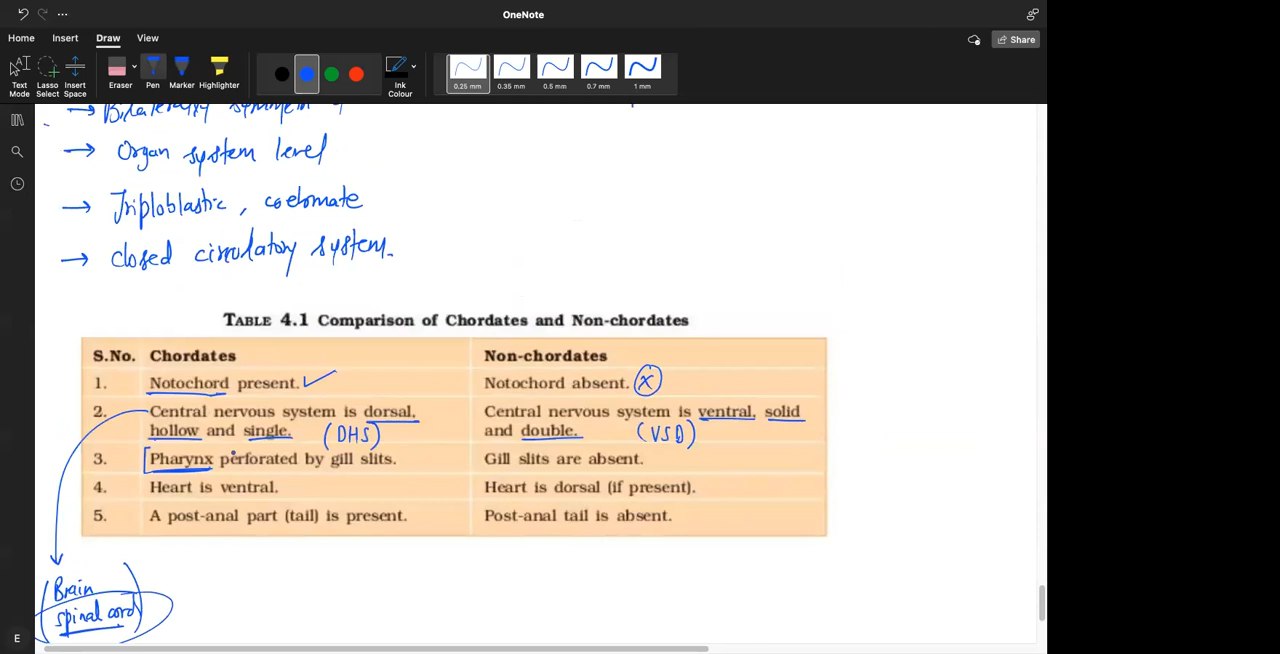 OneNote
Home Insert Draw View
Share
Text Mode
Lasso Select
Insert Space
Eraser
Pen
Marker
Highlighter
Ink Colour
0.25 mm
0.35 mm
0.5 mm
0.7 mm
1 mm
→ Organ system level
→ Triploblastic, coelomate
→ closed circulatory system.
TABLE 4.1 Comparison of Chordates and Non-chordates
S.No. Chordates Non-chordates
1. Notochord present. Notochord absent. (x)
2. Central nervous system is dorsal, Central nervous system is ventral, solid
hollow and single. (DHS) and double. (VSD)
3. Pharynx perforated by gill slits. Gill slits are absent.
4. Heart is ventral. Heart is dorsal (if present).
5. A post-anal part (tail) is present. Post-anal tail is absent.
(Brain
spinal cord)
E